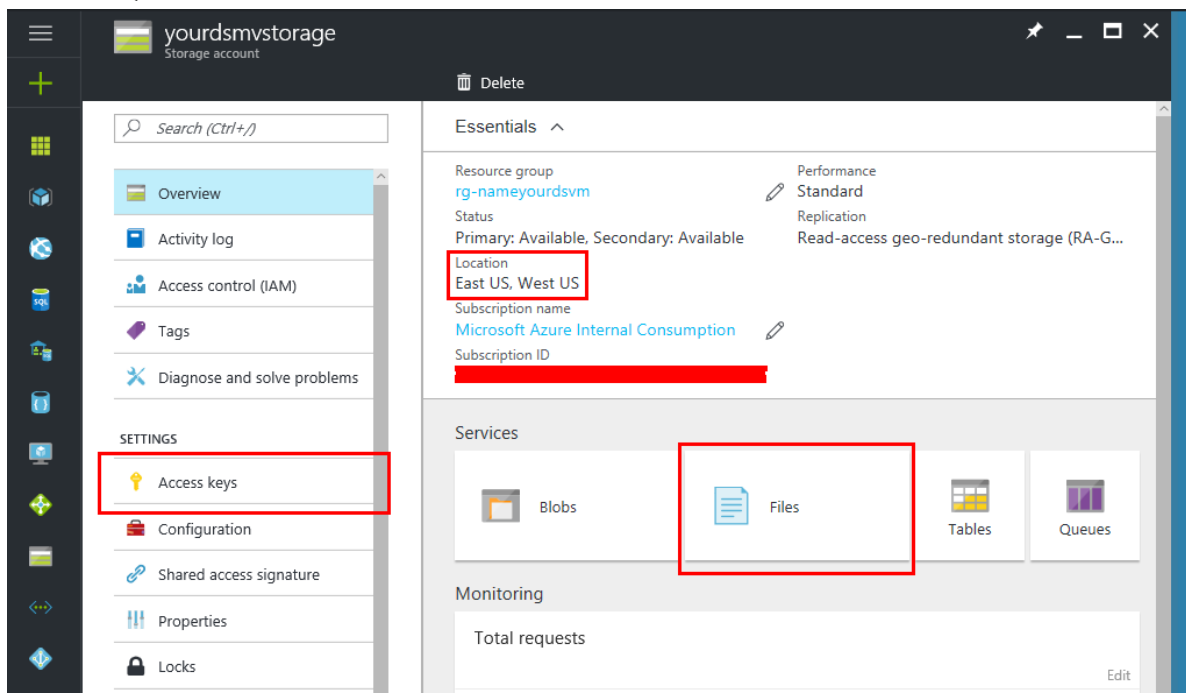 yourdsmvstorage
Storage account
Delete
Search (Ctrl+/)
Overview
Activity log
Access control (IAM)
Tags
Diagnose and solve problems
SETTINGS
Access keys
Configuration
Shared access signature
Properties
Locks
Essentials
Resource group
rg-nameyourdsvm
Status
Primary: Available, Secondary: Available
Location
East US, West US
Subscription name
Microsoft Azure Internal Consumption
Subscription ID
Performance
Standard
Replication
Read-access geo-redundant storage (RA-G...
Services
Blobs
Files
Tables
Queues
Monitoring
Total requests
Edit